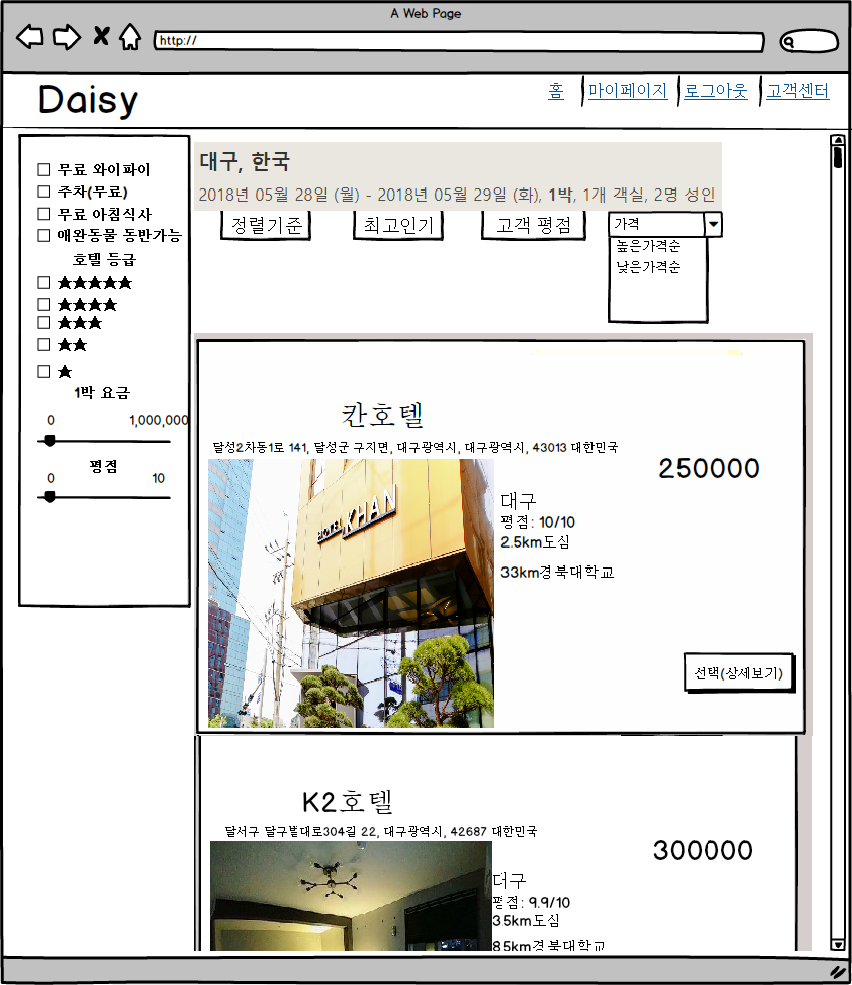 A Web Page
http://
Daisy
홈
마이페이지
로그아웃
고객센터
무료 와이파이
주차(무료)
무료 아침식사
애완동물 동반가능
호텔 등급
1박 요금
0 1,000,000
평점
0 10
대구, 한국
2018년 05월 28일 (월) - 2018년 05월 29일 (화), 1박, 1개 객실, 2명 성인
정렬기준
최고인기
고객 평점
가격
높은가격순
낮은가격순
칸호텔
달성2차동1로 141, 달성군 구지면, 대구광역시, 대구광역시, 43013 대한민국
250000
HOTEL KHAN
대구
평점: 10/10
2.5km도심
33km경북대학교
선택(상세보기)
K2호텔
달서구 달구벌대로304길 22, 대구광역시, 42687 대한민국
300000
대구
평점: 9.9/10
3.5km도심
8.5km경북대학교